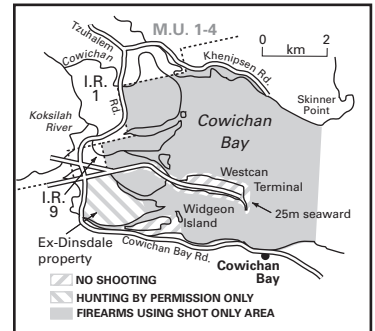 M.U. 1-4
Tzuhalem
Cowichan
Rd.
0 2
km
Khenipsen Rd.
I.R.
1
Skinner
Point
Koksilah
River
Cowichan
Bay
Westcan
Terminal
I.R.
9
Widgeon
Island
25m seaward
Ex-Dinsdale
property
Cowichan Bay Rd.
Cowichan
Bay
NO SHOOTING
HUNTING BY PERMISSION ONLY
FIREARMS USING SHOT ONLY AREA